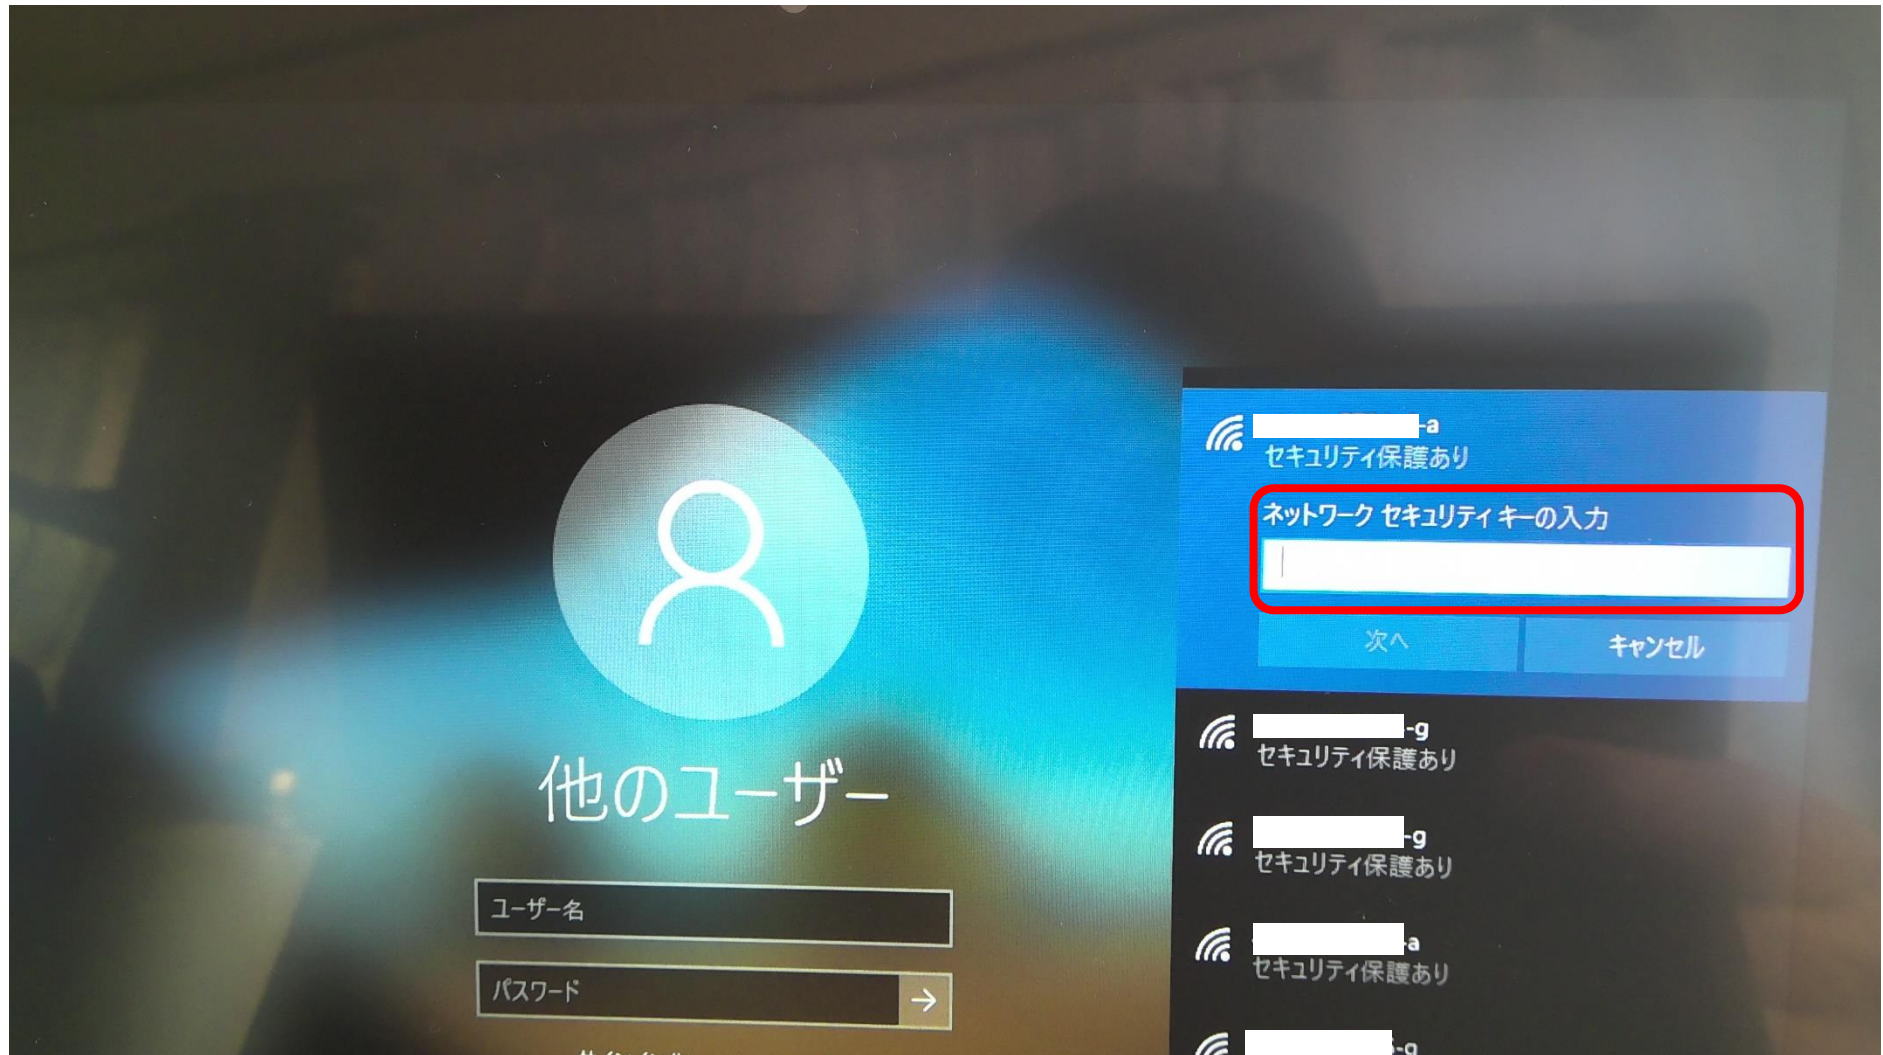 -a
セキュリティ保護あり
ネットワーク セキュリティ キーの入力
次へ
キャンセル
-g
セキュリティ保護あり
-g
セキュリティ保護あり
-a
セキュリティ保護あり
-g
他のユーザー
ユーザー名
パスワード